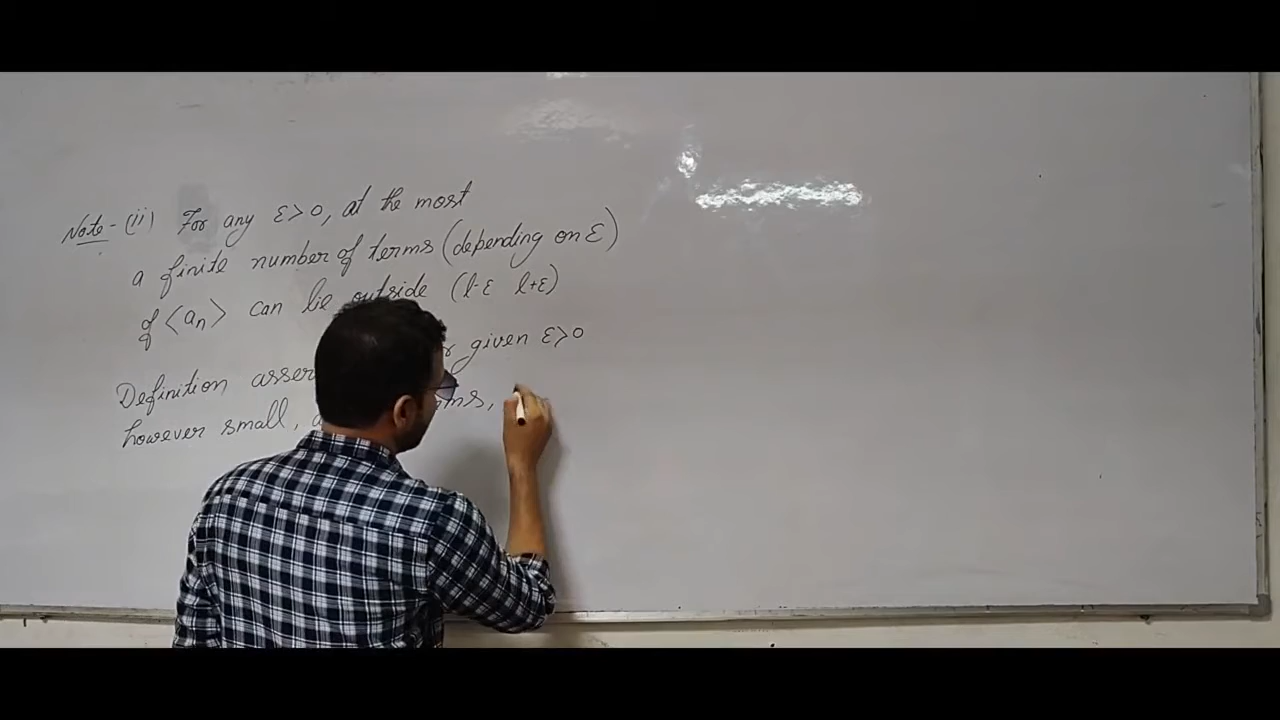 Note - (ii) For any ε>0, at the most
a finite number of terms (depending on ε)
of <aₙ> can lie outside (l-ε l+ε)
Definition given ε>0
however small,